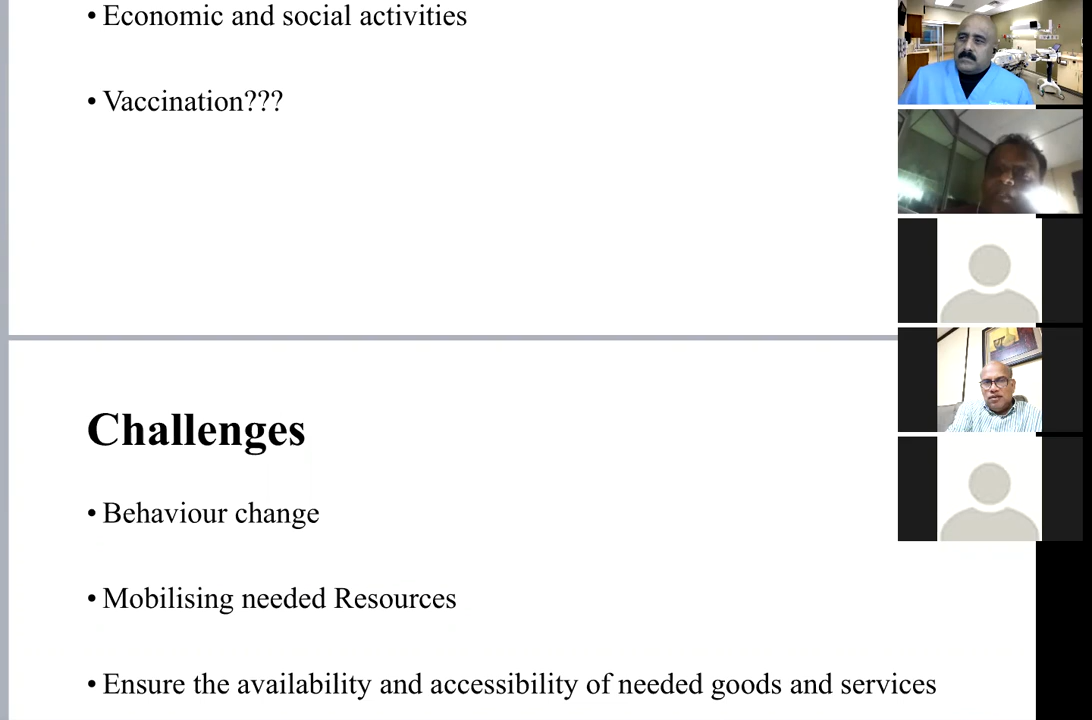 • Economic and social activities
• Vaccination???
Challenges
• Behaviour change
• Mobilising needed Resources
• Ensure the availability and accessibility of needed goods and services